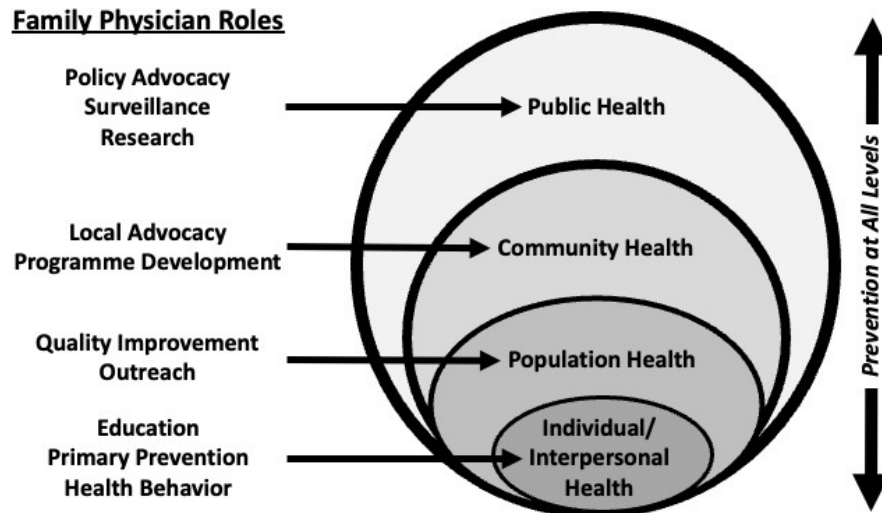 Family Physician Roles
Policy Advocacy
Surveillance
Research
Public Health
Local Advocacy
Programme Development
Community Health
Quality Improvement
Outreach
Population Health
Education
Primary Prevention
Health Behavior
Individual/
Interpersonal
Health
Prevention at All Levels